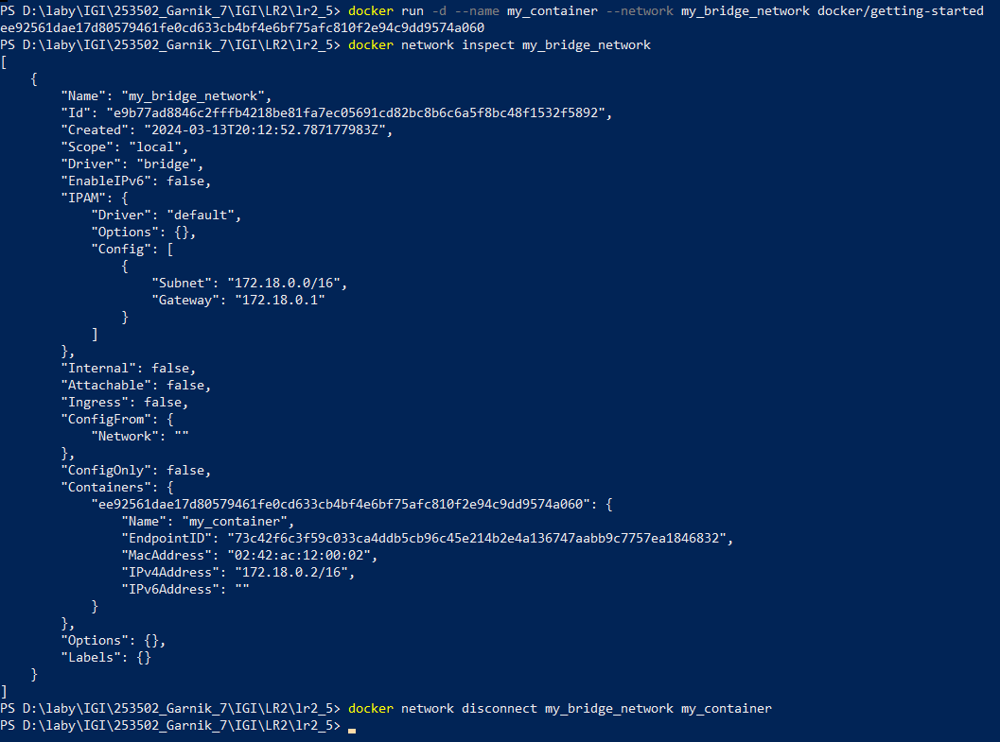 PS D:\laby\IGI\253502_Garnik_7\IGI\LR2\lr2_5> docker run -d --name my_container --network my_bridge_network docker/getting-started
ee92561dae17d80579461fe0cd633cb4bf4e6bf75afc810f2e94c9dd9574a060
PS D:\laby\IGI\253502_Garnik_7\IGI\LR2\lr2_5> docker network inspect my_bridge_network
[
    {
        "Name": "my_bridge_network",
        "Id": "e9b77ad8846c2fffb4218be81fa7ec05691cd82bc8b6c6a5f8bc48f1532f5892",
        "Created": "2024-03-13T20:12:52.787177983Z",
        "Scope": "local",
        "Driver": "bridge",
        "EnableIPv6": false,
        "IPAM": {
            "Driver": "default",
            "Options": {},
            "Config": [
                {
                    "Subnet": "172.18.0.0/16",
                    "Gateway": "172.18.0.1"
                }
            ]
        },
        "Internal": false,
        "Attachable": false,
        "Ingress": false,
        "ConfigFrom": {
            "Network": ""
        },
        "ConfigOnly": false,
        "Containers": {
            "ee92561dae17d80579461fe0cd633cb4bf4e6bf75afc810f2e94c9dd9574a060": {
                "Name": "my_container",
                "EndpointID": "73c42f6c3f59c033ca4ddb5cb96c45e214b2e4a136747aabb9c7757ea1846832",
                "MacAddress": "02:42:ac:12:00:02",
                "IPv4Address": "172.18.0.2/16",
                "IPv6Address": ""
            }
        },
        "Options": {},
        "Labels": {}
    }
]
PS D:\laby\IGI\253502_Garnik_7\IGI\LR2\lr2_5> docker network disconnect my_bridge_network my_container
PS D:\laby\IGI\253502_Garnik_7\IGI\LR2\lr2_5>